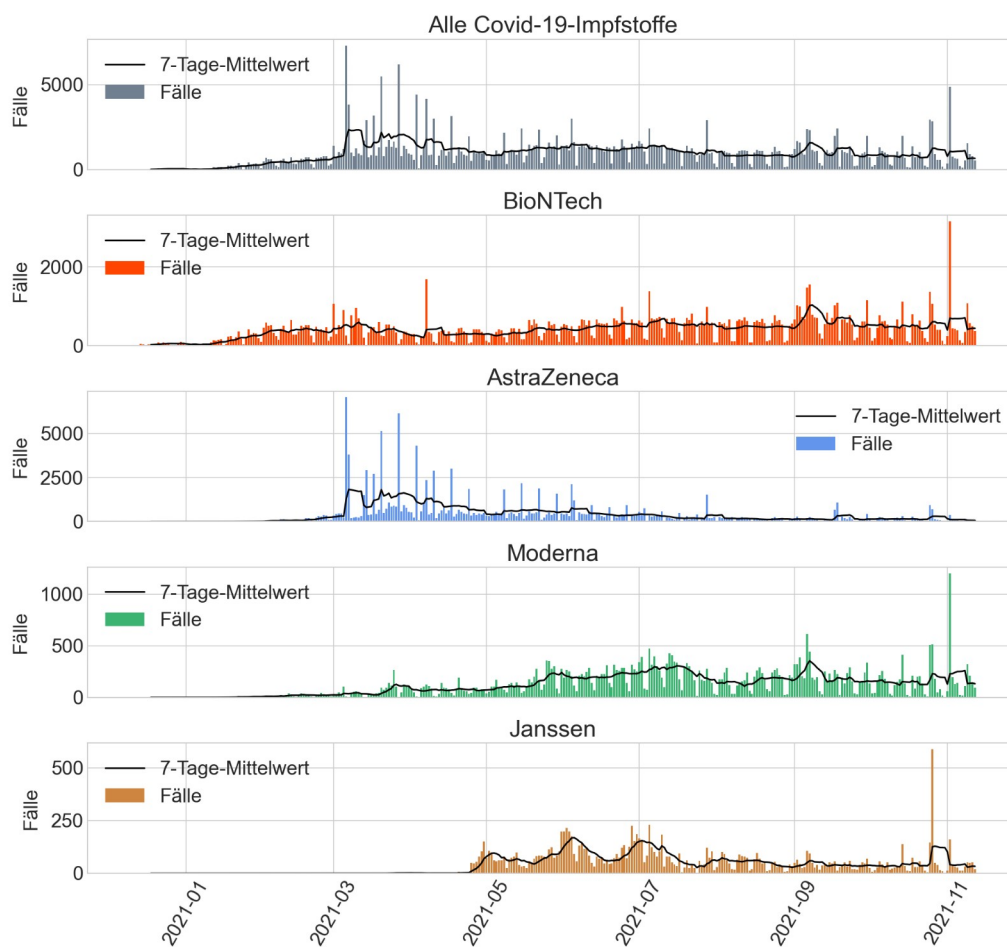 Alle Covid-19-Impfstoffe
Fälle
5000
0
7-Tage-Mittelwert
Fälle
BioNTech
Fälle
2000
0
7-Tage-Mittelwert
Fälle
AstraZeneca
Fälle
5000
2500
0
7-Tage-Mittelwert
Fälle
Moderna
Fälle
1000
500
0
7-Tage-Mittelwert
Fälle
Janssen
Fälle
500
250
0
7-Tage-Mittelwert
Fälle
2021-01
2021-03
2021-05
2021-07
2021-09
2021-11